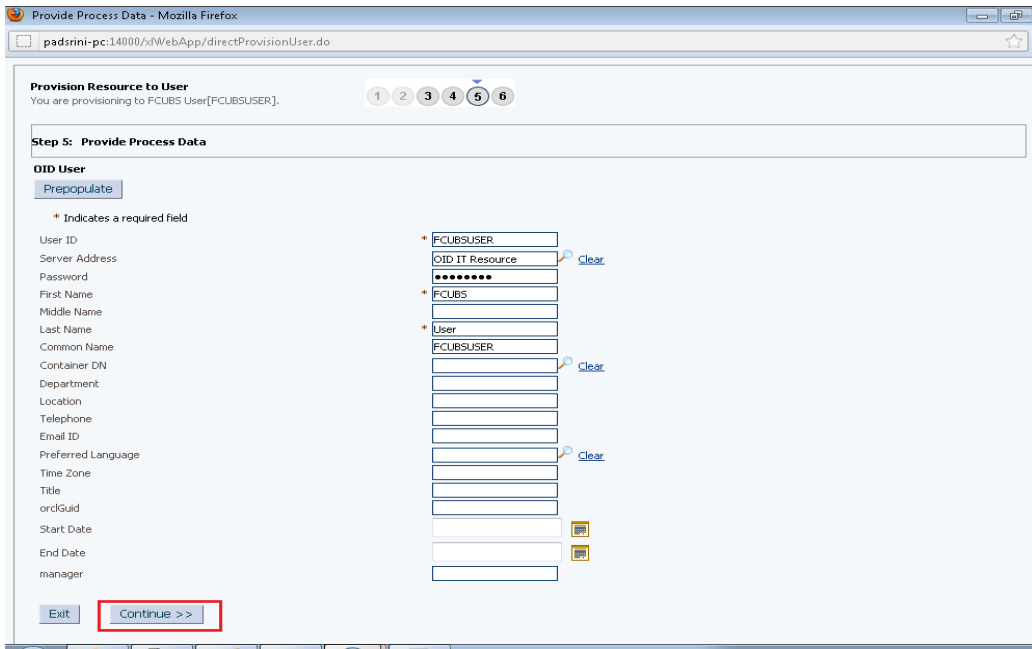 Provide Process Data - Mozilla Firefox
padsrini-pc:14000/xlWebApp/directProvisionUser.do
Provision Resource to User
You are provisioning to FCUBS User[FCUBSUSER].
1 2 3 4 5 6
Step 5: Provide Process Data
OID User
Prepopulate
* Indicates a required field
User ID * FCUBSUSER
Server Address OID IT Resource Clear
Password ●●●●●●●●
First Name * FCUBS
Middle Name
Last Name * User
Common Name FCUBSUSER
Container DN Clear
Department
Location
Telephone
Email ID
Preferred Language Clear
Time Zone
Title
orclGuid
Start Date
End Date
manager
Exit Continue >>